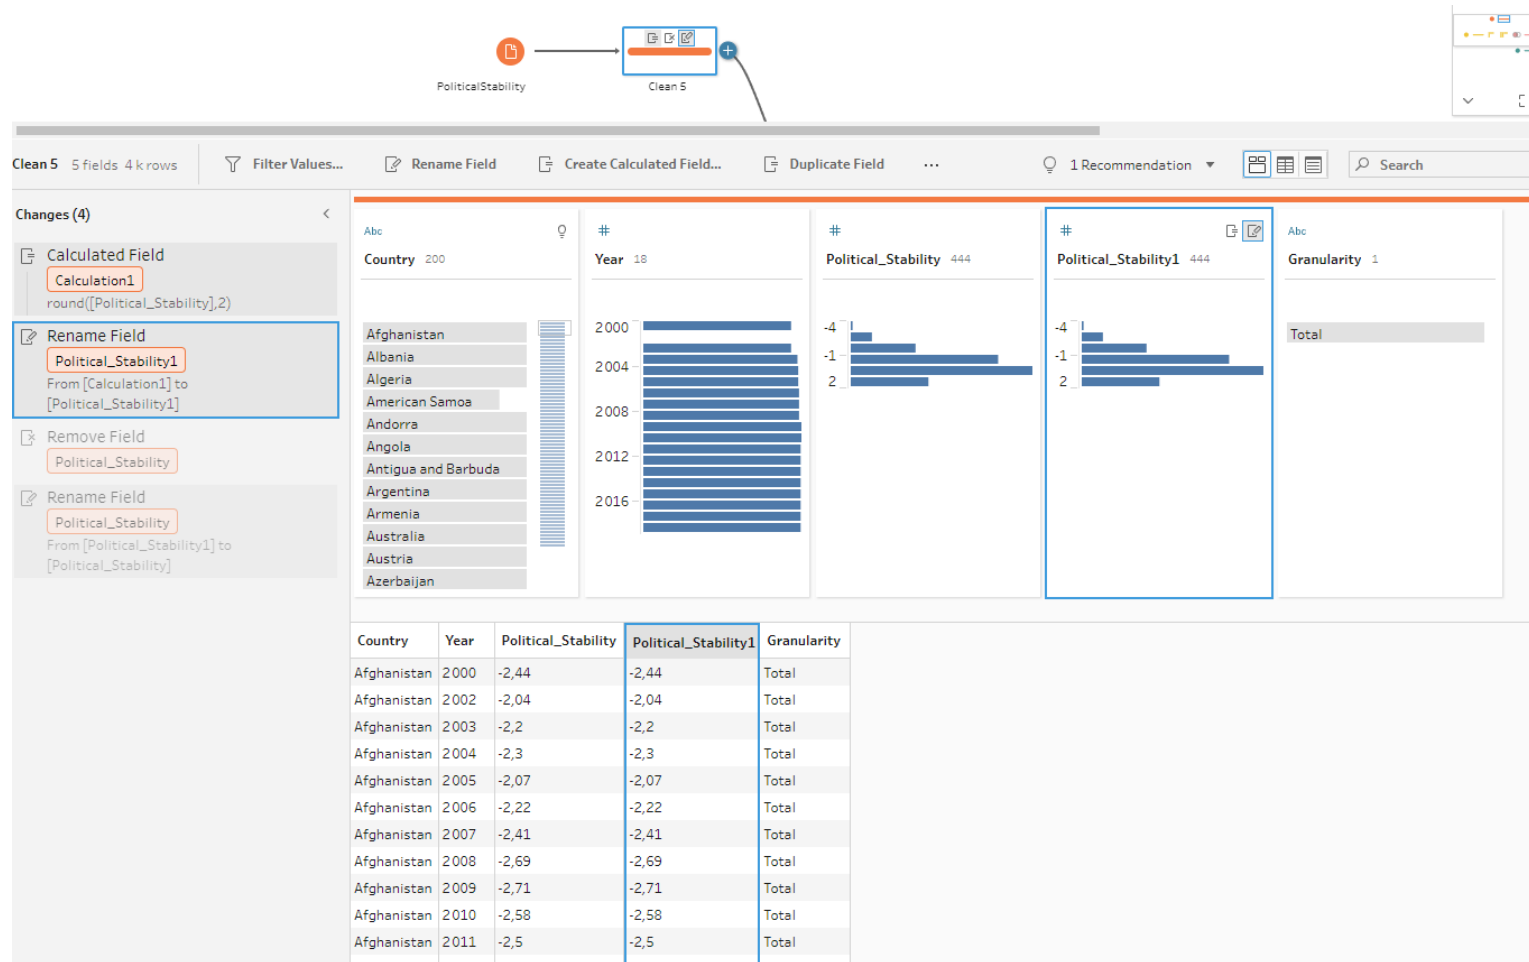 PoliticalStability
Clean 5
Clean 5 5 fields 4 k rows Filter Values... Rename Field Create Calculated Field... Duplicate Field ... 1 Recommendation Search
Changes (4)
Calculated Field
Calculation1
round([Political_Stability],2)
Rename Field
Political_Stability1
From [Calculation1] to
[Political_Stability1]
Remove Field
Political_Stability
Rename Field
Political_Stability
From [Political_Stability1] to
[Political_Stability]
Abc
Country 200
Afghanistan
Albania
Algeria
American Samoa
Andorra
Angola
Antigua and Barbuda
Argentina
Armenia
Australia
Austria
Azerbaijan
#
Year 18
2000
2004
2008
2012
2016
#
Political_Stability 444
-4
-1
2
#
Political_Stability1 444
-4
-1
2
Abc
Granularity 1
Total
Country Year Political_Stability Political_Stability1 Granularity
Afghanistan 2000 -2,44 -2,44 Total
Afghanistan 2002 -2,04 -2,04 Total
Afghanistan 2003 -2,2 -2,2 Total
Afghanistan 2004 -2,3 -2,3 Total
Afghanistan 2005 -2,07 -2,07 Total
Afghanistan 2006 -2,22 -2,22 Total
Afghanistan 2007 -2,41 -2,41 Total
Afghanistan 2008 -2,69 -2,69 Total
Afghanistan 2009 -2,71 -2,71 Total
Afghanistan 2010 -2,58 -2,58 Total
Afghanistan 2011 -2,5 -2,5 Total